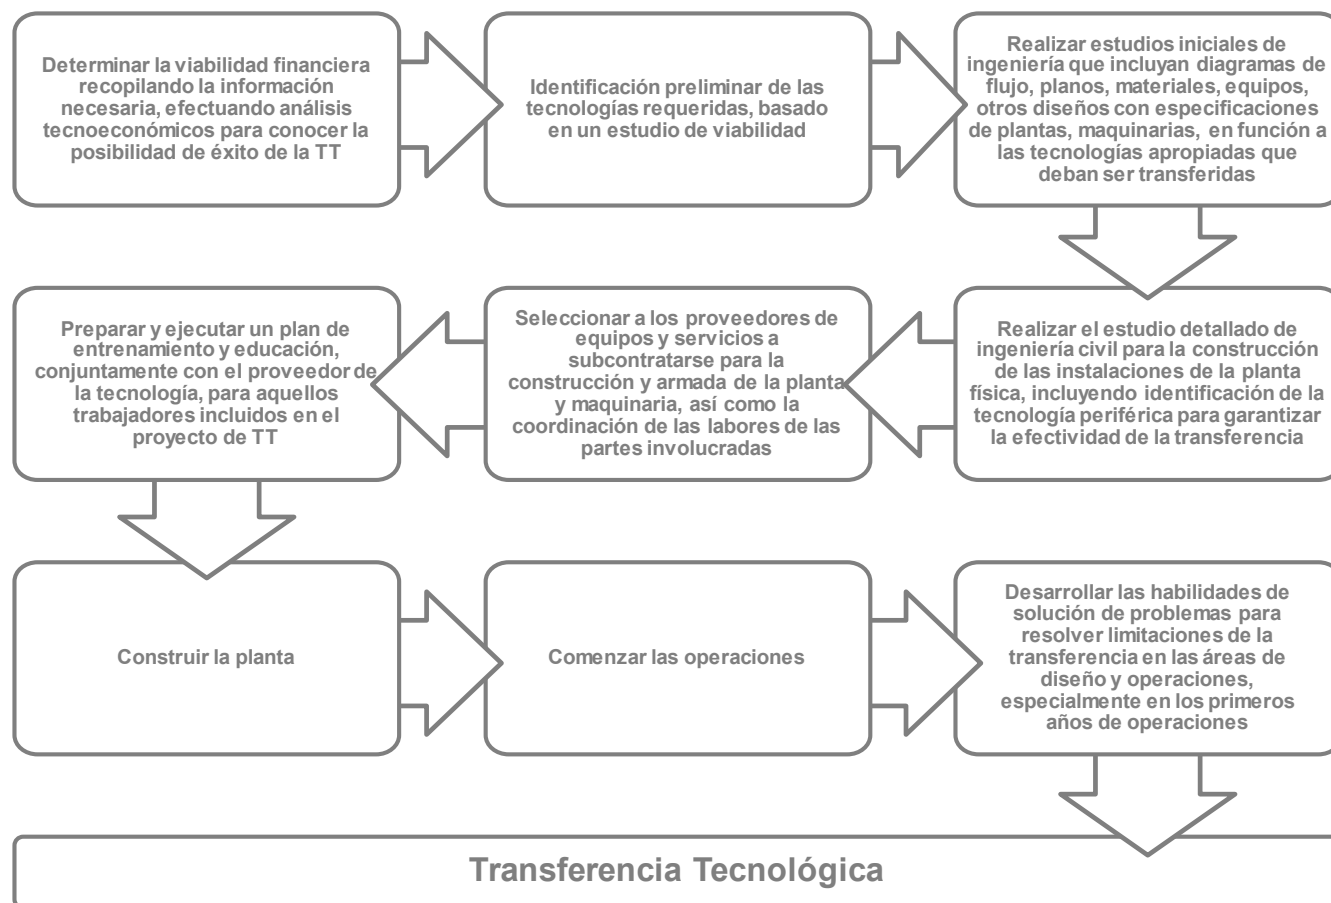 Determinar la viabilidad financiera
recopilando la información
necesaria, efectuando análisis
tecnoeconómicos para conocer la
posibilidad de éxito de la TT
Identificación preliminar de las
tecnologías requeridas, basado
en un estudio de viabilidad
Realizar estudios iniciales de
ingeniería que incluyan diagramas de
flujo, planos, materiales, equipos,
otros diseños con especificaciones
de plantas, maquinarias, en función a
las tecnologías apropiadas que
deban ser transferidas
Realizar el estudio detallado de
ingeniería civil para la construcción
de las instalaciones de la planta
física, incluyendo identificación de la
tecnología periférica para garantizar
la efectividad de la transferencia
Seleccionar a los proveedores de
equipos y servicios a
subcontratarse para la
construcción y armada de la planta
y maquinaria, así como la
coordinación de las labores de las
partes involucradas
Preparar y ejecutar un plan de
entrenamiento y educación,
conjuntamente con el proveedor de
la tecnología, para aquellos
trabajadores incluidos en el
proyecto de TT
Construir la planta
Comenzar las operaciones
Desarrollar las habilidades de
solución de problemas para
resolver limitaciones de la
transferencia en las áreas de
diseño y operaciones,
especialmente en los primeros
años de operaciones
Transferencia Tecnológica